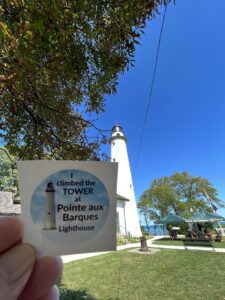 I
climbed the
TOWER
at
Pointe aux
Barques
Lighthouse